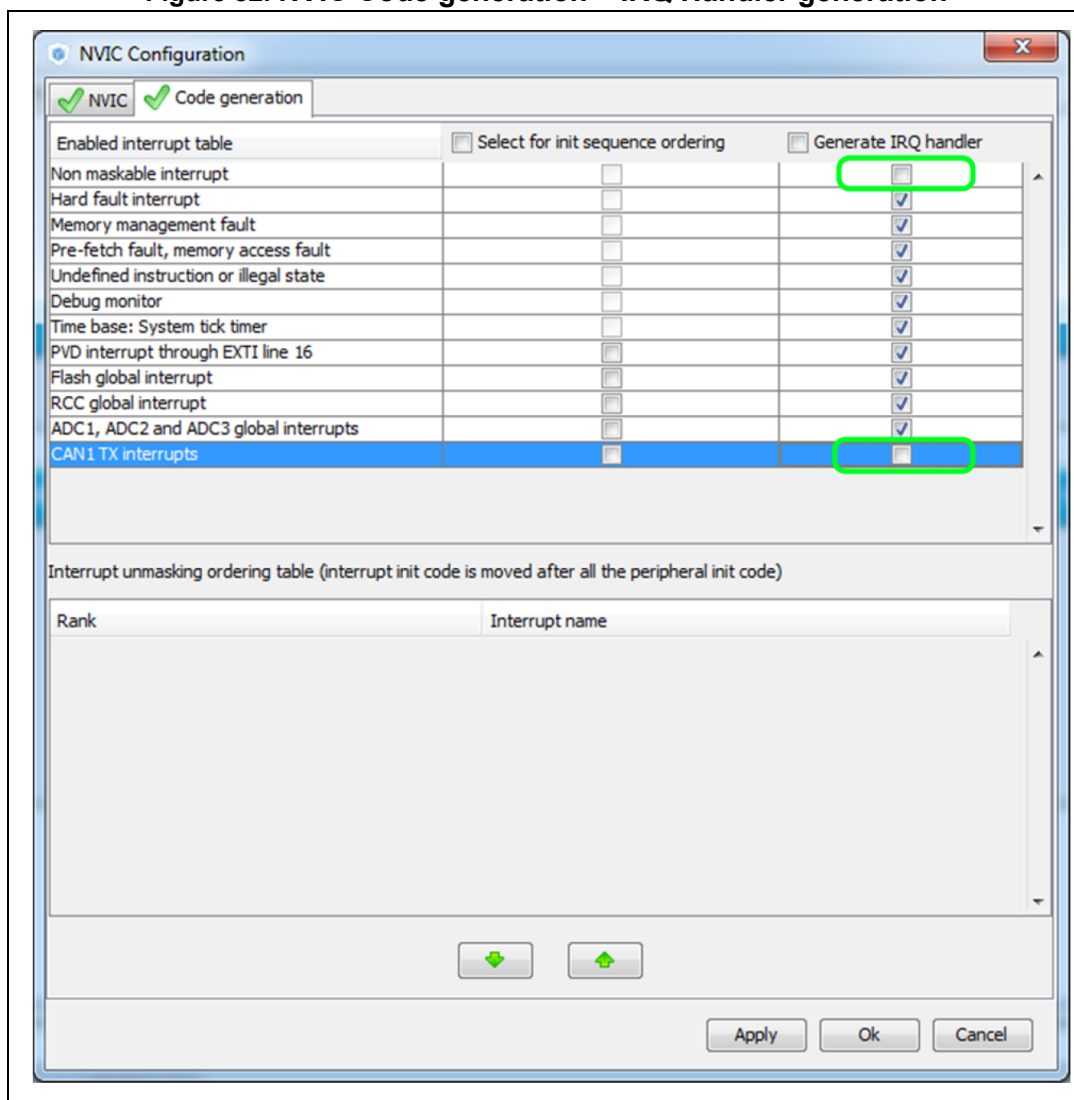 NVIC Configuration
NVIC Code generation
Enabled interrupt table Select for init sequence ordering Generate IRQ handler
Non maskable interrupt
Hard fault interrupt
Memory management fault
Pre-fetch fault, memory access fault
Undefined instruction or illegal state
Debug monitor
Time base: System tick timer
PVD interrupt through EXTI line 16
Flash global interrupt
RCC global interrupt
ADC1, ADC2 and ADC3 global interrupts
CAN1 TX interrupts
Interrupt unmasking ordering table (interrupt init code is moved after all the peripheral init code)
Rank Interrupt name
Apply Ok Cancel